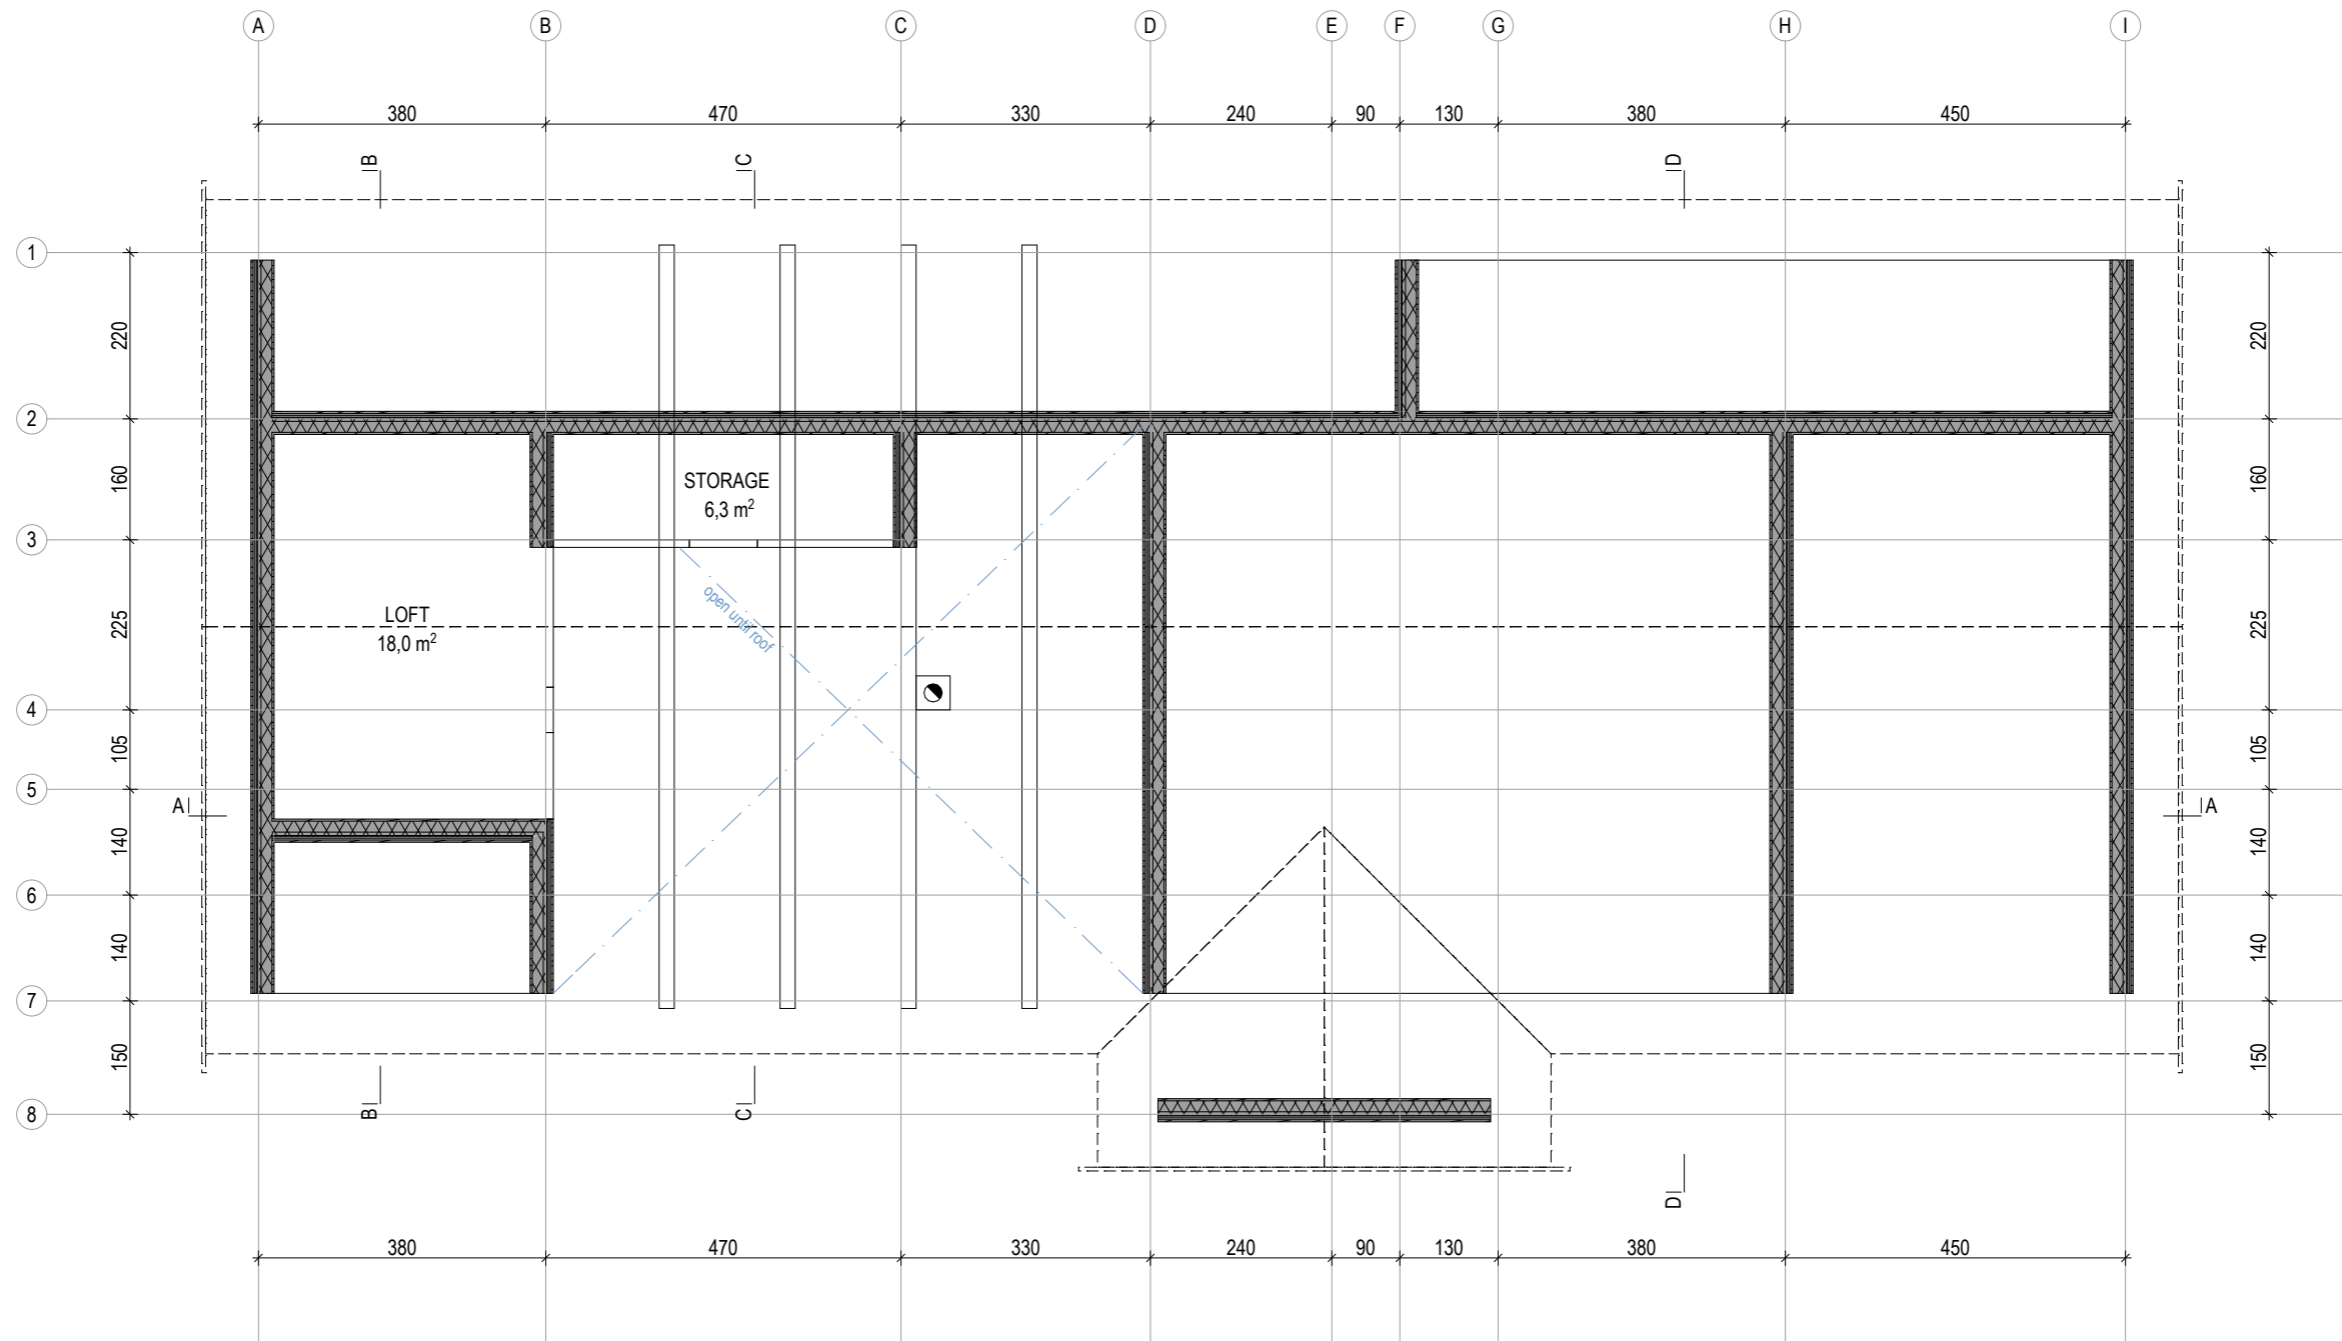 A B C D E F G H I
380 470 330 240 90 130 380 450
B C D
1
220 220
2
160 160
STORAGE
6,3 m²
3
open until roof
LOFT
18,0 m²
225 225
4
105 105
5
A A
140 140
6
140 140
7
150 150
B C
8
D
380 470 330 240 90 130 380 450